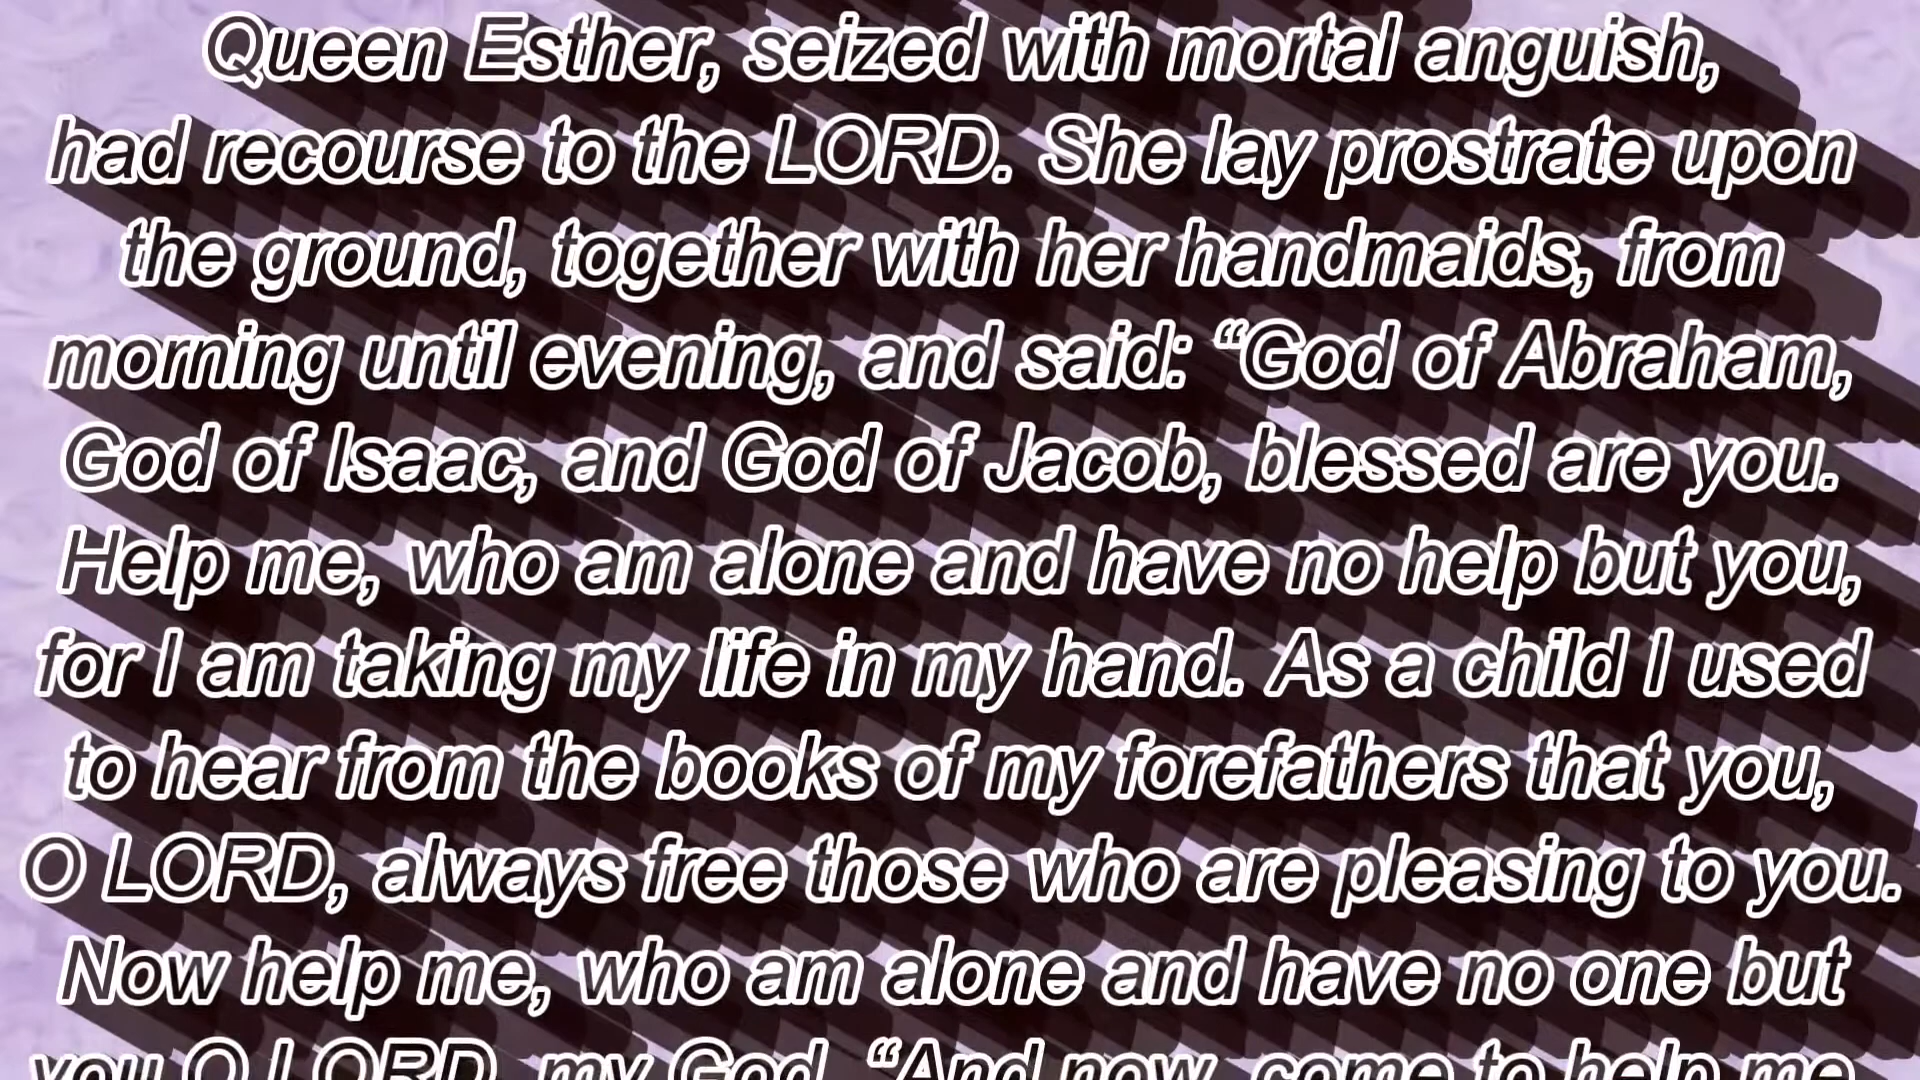 Queen Esther, seized with mortal anguish,
had recourse to the LORD. She lay prostrate upon
the ground, together with her handmaids, from
morning until evening, and said: “God of Abraham,
God of Isaac, and God of Jacob, blessed are you.
Help me, who am alone and have no help but you,
for I am taking my life in my hand. As a child I used
to hear from the books of my forefathers that you,
O LORD, always free those who are pleasing to you.
Now help me, who am alone and have no one but
you O LORD, my God. “And now, come to help me